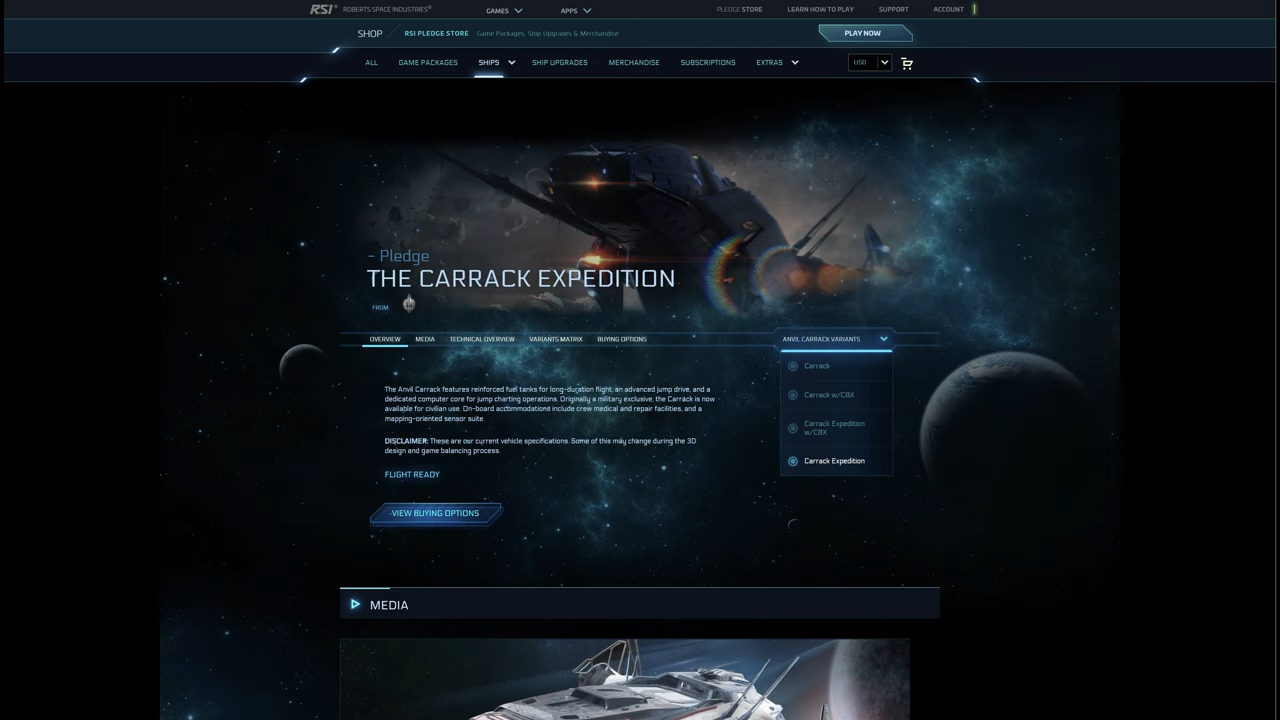 RSI ROBERTS SPACE INDUSTRIES® GAMES APPS PLEDGE STORE LEARN HOW TO PLAY SUPPORT ACCOUNT
SHOP RSI PLEDGE STORE Game Packages, Ship Upgrades & Merchandise PLAY NOW
ALL GAME PACKAGES SHIPS SHIP UPGRADES MERCHANDISE SUBSCRIPTIONS EXTRAS USD
- Pledge
THE CARRACK EXPEDITION
FROM
OVERVIEW MEDIA TECHNICAL OVERVIEW VARIANTS MATRIX BUYING OPTIONS
ANVIL CARRACK VARIANTS
Carrack
Carrack w/CBX
Carrack Expedition
w/CBX
Carrack Expedition
The Anvil Carrack features reinforced fuel tanks for long-duration flight, an advanced jump drive, and a
dedicated computer core for jump charting operations. Originally a military exclusive, the Carrack is now
available for civilian use. On-board accommodations include crew medical and repair facilities, and a
mapping-oriented sensor suite.
DISCLAIMER: These are our current vehicle specifications. Some of this may change during the 3D
design and game balancing process.
FLIGHT READY
VIEW BUYING OPTIONS
MEDIA